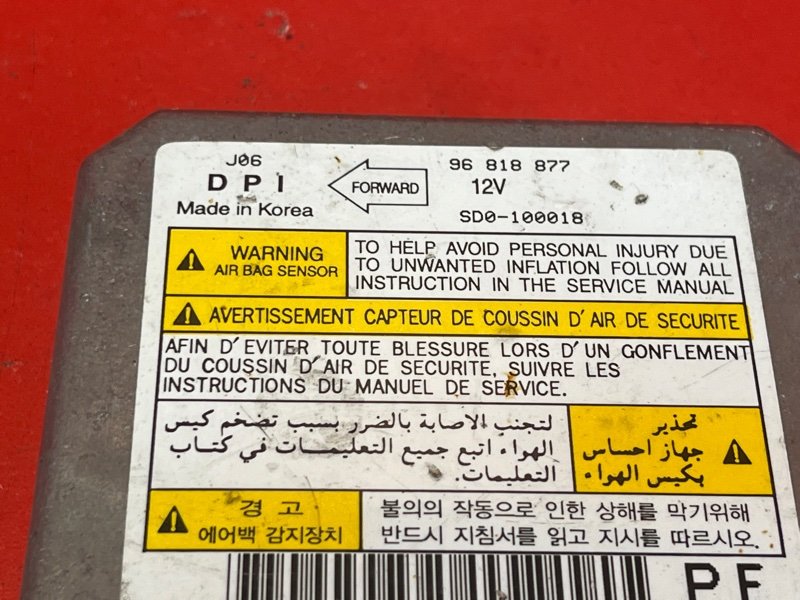 J06
DPI
Made in Korea
FORWARD
96 818 877
12V
SD0-100018
WARNING
AIR BAG SENSOR
TO HELP AVOID PERSONAL INJURY DUE
TO UNWANTED INFLATION FOLLOW ALL
INSTRUCTION IN THE SERVICE MANUAL
AVERTISSEMENT CAPTEUR DE COUSSIN D'AIR DE SECURITE
AFIN D'EVITER TOUTE BLESSURE LORS D'UN GONFLEMENT
DU COUSSIN D'AIR DE SECURITE, SUIVRE LES
INSTRUCTIONS DU MANUEL DE SERVICE.
تحذير
جهاز احساس
بكيس الهواء
لتجنب الاصابة بالضرر بسبب تضخم كيس
الهواء اتبع جميع التعليمات في كتاب
التعليمات.
경 고
에어백 감지장치
불의의 작동으로 인한 상해를 막기위해
반드시 지침서를 읽고 지시를 따르시오.